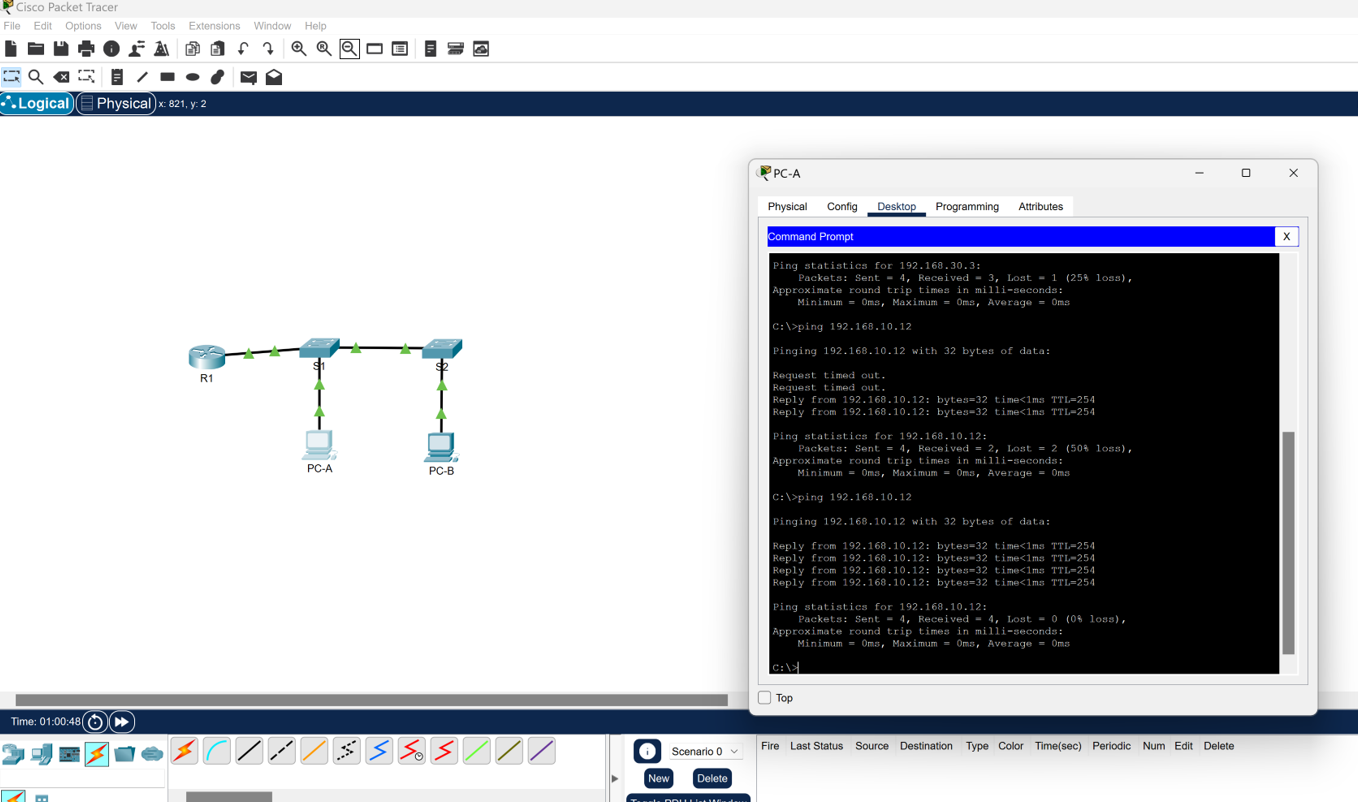 Cisco Packet Tracer
File Edit Options View Tools Extensions Window Help
Logical Physical x: 821, y: 2
R1
S1
S2
PC-A
PC-B
PC-A
Physical Config Desktop Programming Attributes
Command Prompt X
Ping statistics for 192.168.30.3:
Packets: Sent = 4, Received = 3, Lost = 1 (25% loss),
Approximate round trip times in milli-seconds:
Minimum = 0ms, Maximum = 0ms, Average = 0ms
C:\>ping 192.168.10.12
Pinging 192.168.10.12 with 32 bytes of data:
Request timed out.
Request timed out.
Reply from 192.168.10.12: bytes=32 time<1ms TTL=254
Reply from 192.168.10.12: bytes=32 time<1ms TTL=254
Ping statistics for 192.168.10.12:
Packets: Sent = 4, Received = 2, Lost = 2 (50% loss),
Approximate round trip times in milli-seconds:
Minimum = 0ms, Maximum = 0ms, Average = 0ms
C:\>ping 192.168.10.12
Pinging 192.168.10.12 with 32 bytes of data:
Reply from 192.168.10.12: bytes=32 time<1ms TTL=254
Reply from 192.168.10.12: bytes=32 time<1ms TTL=254
Reply from 192.168.10.12: bytes=32 time<1ms TTL=254
Reply from 192.168.10.12: bytes=32 time<1ms TTL=254
Ping statistics for 192.168.10.12:
Packets: Sent = 4, Received = 4, Lost = 0 (0% loss),
Approximate round trip times in milli-seconds:
Minimum = 0ms, Maximum = 0ms, Average = 0ms
C:\>
Top
Time: 01:00:48
Scenario 0
New Delete
Toggle PDU List Window
Fire Last Status Source Destination Type Color Time(sec) Periodic Num Edit Delete